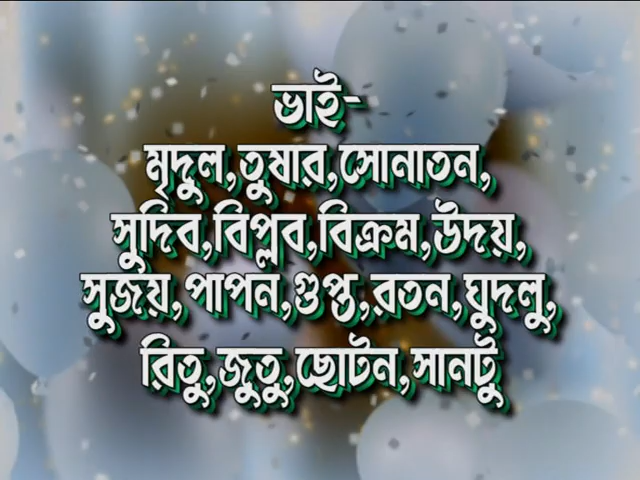 ভাই-
মৃদুল,তুষার,সোনাতন,
সুদিব,বিপ্লব,বিক্রম,উদয়,
সুজয়,পাপন,গুপ্ত,রতন,ঘুদলু,
রিতু,জুতু,ছোটন,সানটু